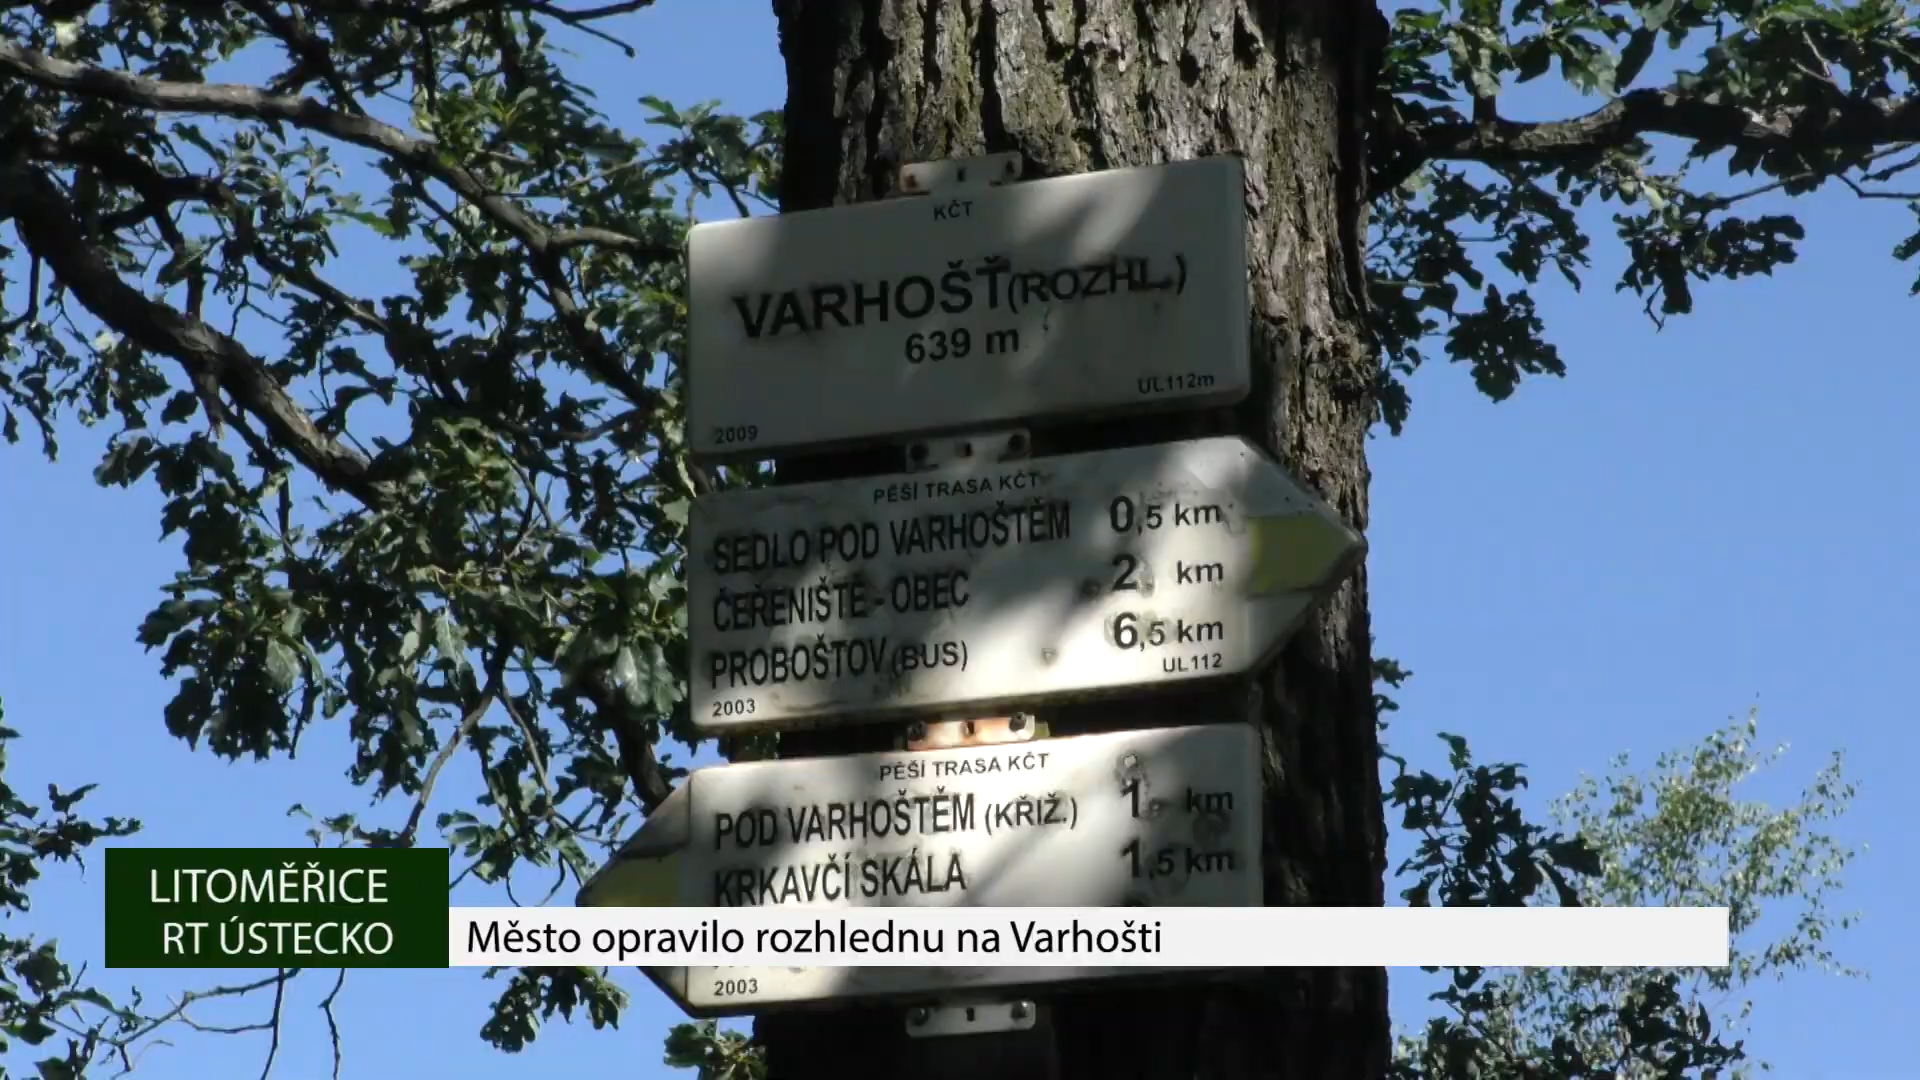 KČT
VARHOŠŤ (ROZHL.)
639 m
UL112m
2009
PĚŠÍ TRASA KČT
SEDLO POD VARHOŠTĚM 0,5 km
ČEŘENIŠTĚ - OBEC 2 km
PROBOŠTOV (BUS) 6,5 km
UL112
2003
PĚŠÍ TRASA KČT
POD VARHOŠTĚM (KŘIŽ.) 1 km
KRKAVČÍ SKÁLA 1,5 km
2003
LITOMĚŘICE
RT ÚSTECKO
Město opravilo rozhlednu na Varhošti